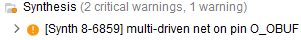 Synthesis (2 critical warnings, 1 warning)
[Synth 8-6859] multi-driven net on pin O_OBUF